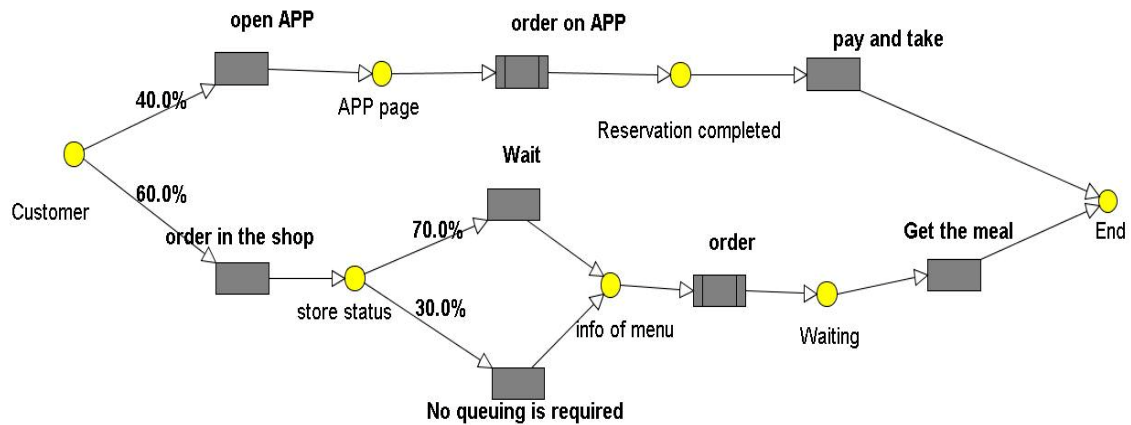 open APP
order on APP
pay and take
40.0%
APP page
Reservation completed
Wait
60.0%
Customer
order in the shop
70.0%
order
Get the meal
End
store status
30.0%
info of menu
Waiting
No queuing is required